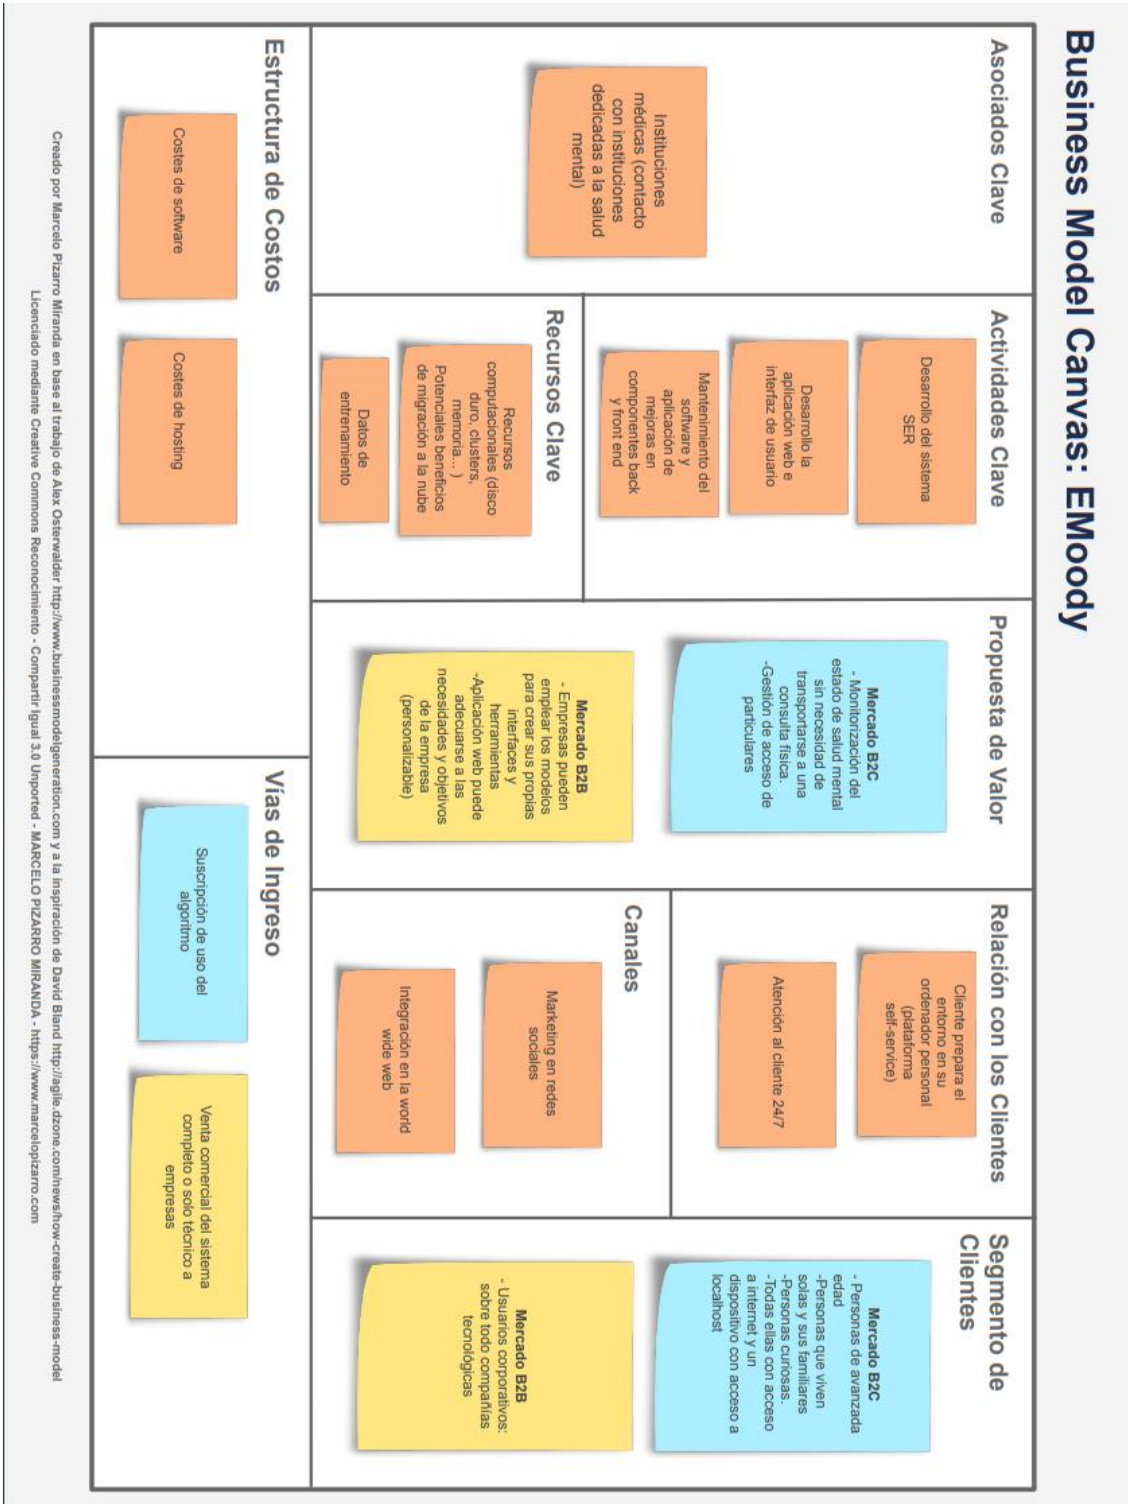 Business Model Canvas: EMoody
Asociados Clave
Instituciones
médicas (contacto
con instituciones
dedicadas a la salud
mental)
Actividades Clave
Desarrollo del sistema
SER
Desarrollo la
aplicación web e
interfaz de usuario
Mantenimiento del
software y
aplicación de
mejoras en
componentes back
y front end
Recursos Clave
Recursos
computacionales (disco
duro, clusters,
memoria... )
Potenciales beneficios
de migración a la nube
Datos de
entrenamiento
Propuesta de Valor
Mercado B2C
- Monitorización del
estado de salud mental
sin necesidad de
transportarse a una
consulta física.
-Gestión de acceso de
particulares
Mercado B2B
- Empresas pueden
emplear los modelos
para crear sus propias
interfaces y
herramientas
-Aplicación web puede
adecuarse a las
necesidades y objetivos
de la empresa
(personalizable)
Relación con los Clientes
Cliente prepara el
entorno en su
ordenador personal
(plataforma
self-service)
Atención al cliente 24/7
Canales
Marketing en redes
sociales
Integración en la world
wide web
Segmento de
Clientes
Mercado B2C
- Personas de avanzada
edad
-Personas que viven
solas y sus familiares
-Personas curiosas.
-Todas ellas con acceso
a internet y un
dispositivo con acceso a
localhost
Mercado B2B
- Usuarios corporativos:
sobre todo compañías
tecnológicas
Estructura de Costos
Costes de software
Costes de hosting
Vías de Ingreso
Suscripción de uso del
algoritmo
Venta comercial del sistema
completo o solo técnico a
empresas
Creado por Marcelo Pizarro Miranda en base al trabajo de Alex Osterwalder http://www.businessmodelgeneration.com y a la inspiración de David Bland http://agile.dzone.com/news/how-create-business-model
Licenciado mediante Creative Commons Reconocimiento - Compartir Igual 3.0 Unported - MARCELO PIZARRO MIRANDA - https://www.marcelopizarro.com